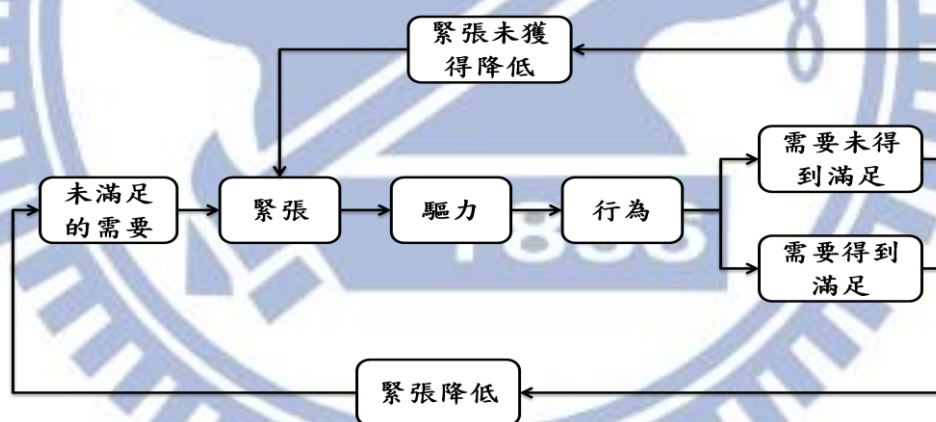 緊張未獲
得降低
未滿足
的需要
緊張
驅力
行為
需要未得
到滿足
需要得到
滿足
緊張降低
1896